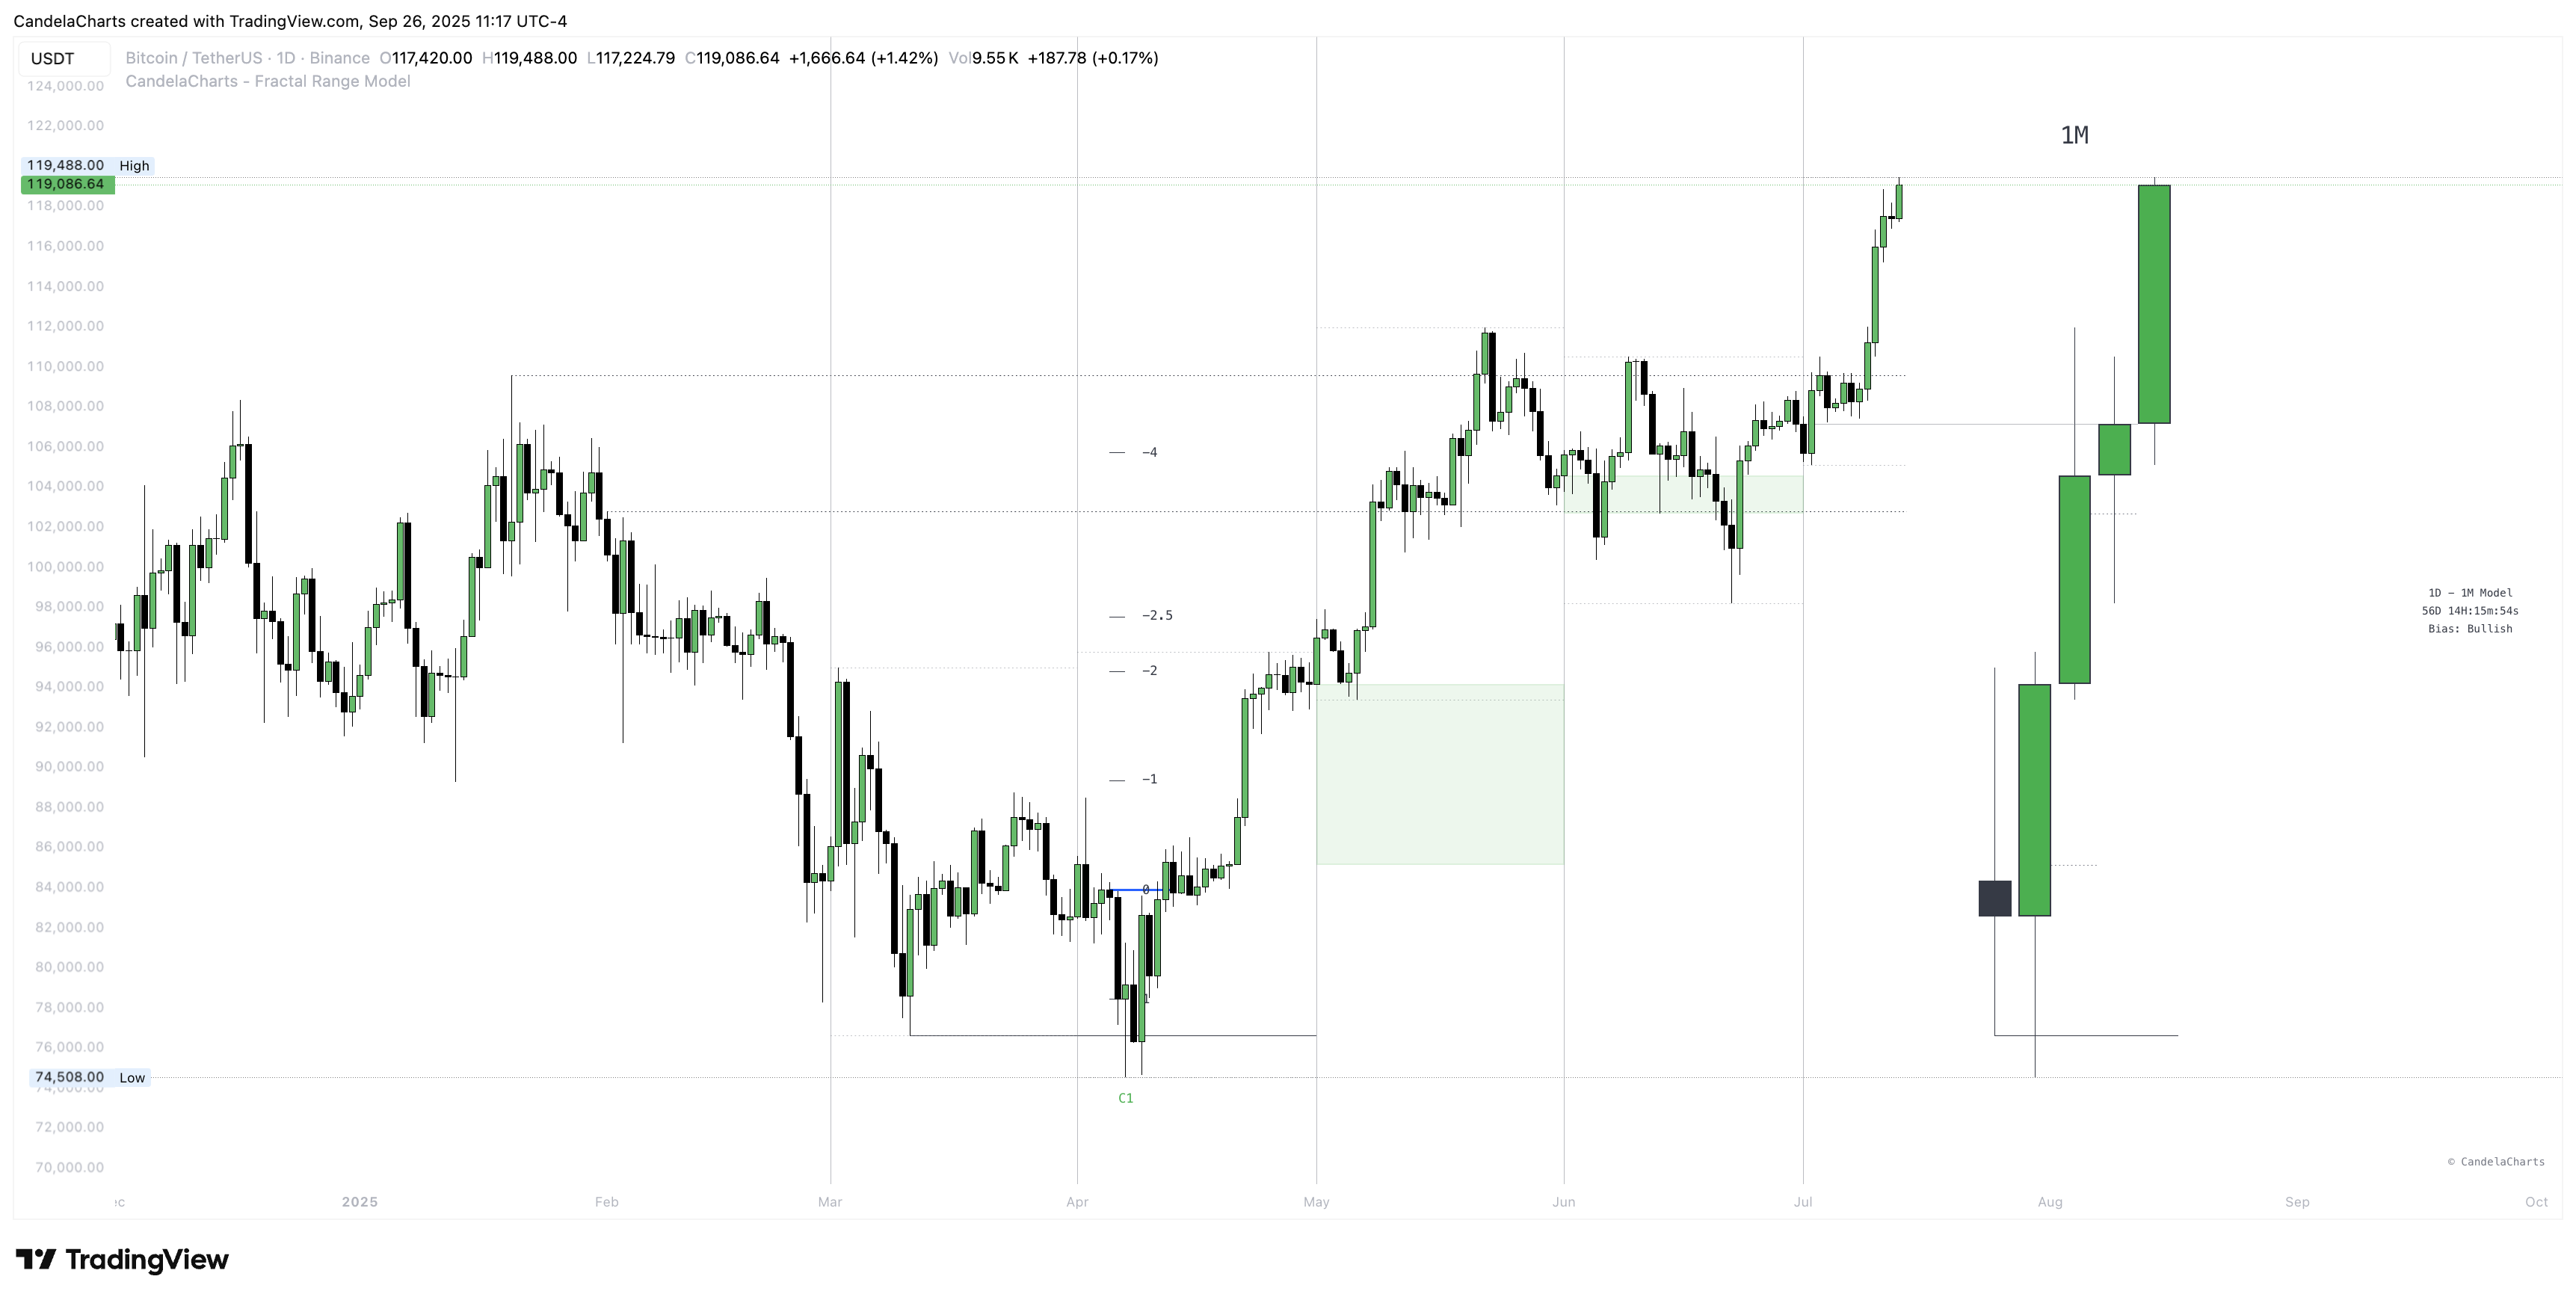 CandelaCharts created with TradingView.com, Sep 26, 2025 11:17 UTC-4
USDT
Bitcoin / TetherUS · 1D · Binance O117,420.00 H119,488.00 L117,224.79 C119,086.64 +1,666.64 (+1.42%) Vol9.55 K +187.78 (+0.17%)
CandelaCharts - Fractal Range Model
124,000.00
122,000.00
1M
119,488.00 High
119,086.64
118,000.00
116,000.00
114,000.00
112,000.00
110,000.00
108,000.00
106,000.00
−4
104,000.00
102,000.00
100,000.00
98,000.00
−2.5
1D − 1M Model
56D 14H:15m:54s
Bias: Bullish
96,000.00
−2
94,000.00
92,000.00
90,000.00
−1
88,000.00
86,000.00
84,000.00
0
82,000.00
80,000.00
78,000.00
76,000.00
74,508.00 Low
C1
72,000.00
70,000.00
© CandelaCharts
2025 Feb Mar Apr May Jun Jul Aug Sep Oct
TradingView